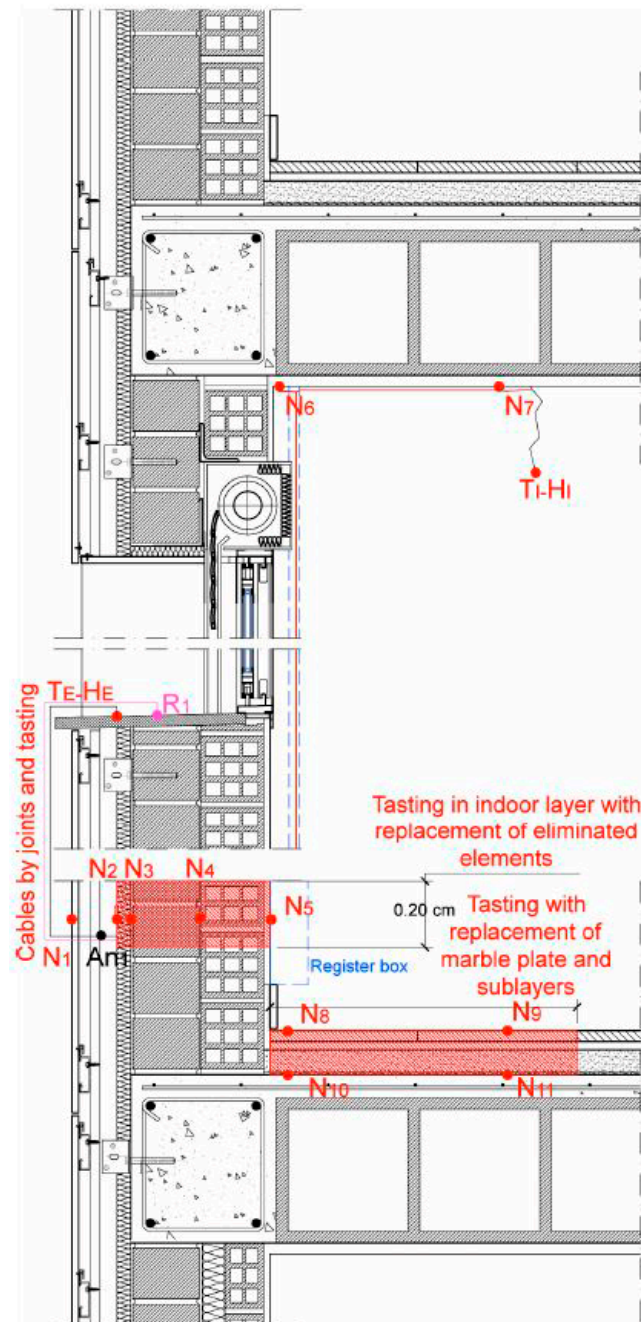 N6
N7
TI-HI
TE-HE
R1
Cables by joints and tasting
Tasting in indoor layer with
replacement of eliminated
elements
N2
N3
N4
N5
N1
An1
0.20 cm
Tasting with
replacement of
marble plate and
sublayers
Register box
N8
N9
N10
N11